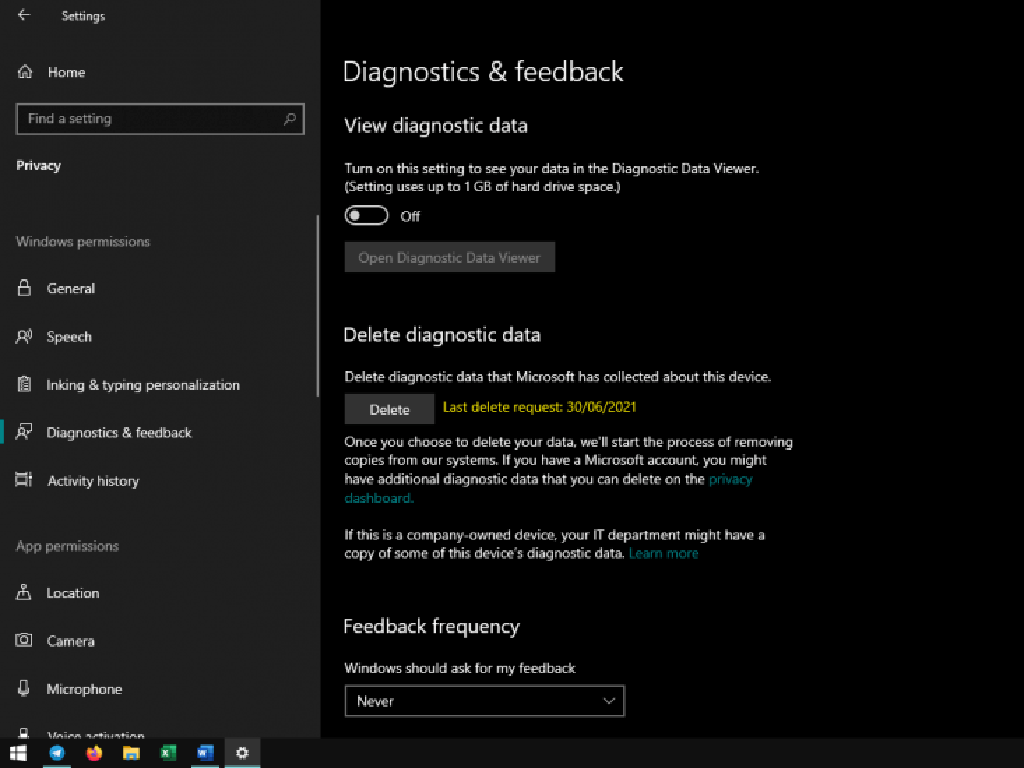 Settings
Home
Find a setting
Privacy
Windows permissions
General
Speech
Inking & typing personalization
Diagnostics & feedback
Activity history
App permissions
Location
Camera
Microphone
Voice activation
Diagnostics & feedback
View diagnostic data
Turn on this setting to see your data in the Diagnostic Data Viewer.
(Setting uses up to 1 GB of hard drive space.)
Off
Open Diagnostic Data Viewer
Delete diagnostic data
Delete diagnostic data that Microsoft has collected about this device.
Delete
Last delete request: 30/06/2021
Once you choose to delete your data, we'll start the process of removing
copies from our systems. If you have a Microsoft account, you might
have additional diagnostic data that you can delete on the privacy
dashboard.
If this is a company-owned device, your IT department might have a
copy of some of this device's diagnostic data. Learn more
Feedback frequency
Windows should ask for my feedback
Never